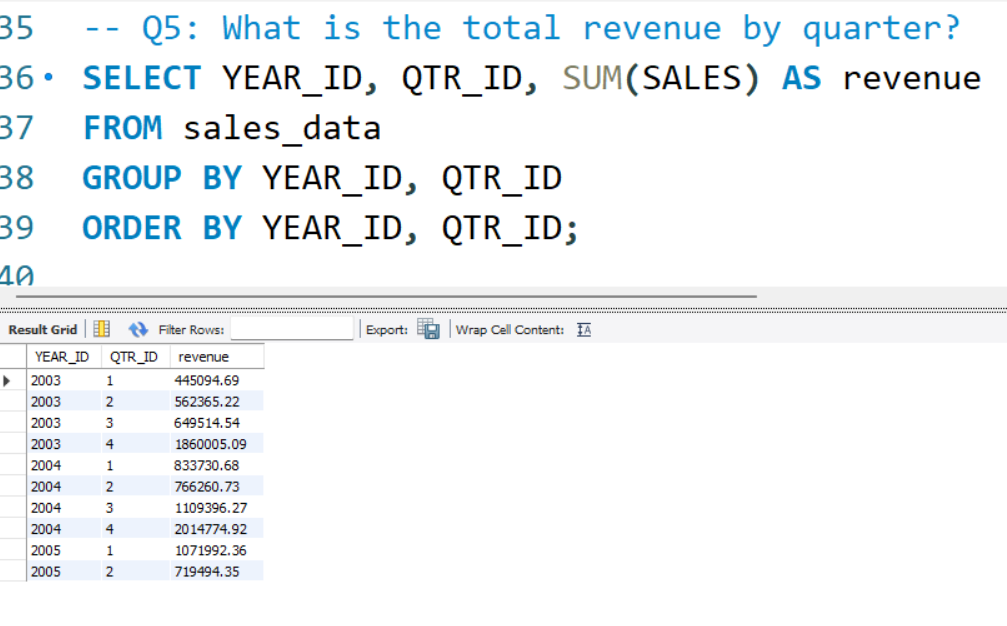 35 -- Q5: What is the total revenue by quarter?
36 SELECT YEAR_ID, QTR_ID, SUM(SALES) AS revenue
37 FROM sales_data
38 GROUP BY YEAR_ID, QTR_ID
39 ORDER BY YEAR_ID, QTR_ID;
40
Result Grid Filter Rows: Export: Wrap Cell Content: IA
YEAR_ID QTR_ID revenue
2003 1 445094.69
2003 2 562365.22
2003 3 649514.54
2003 4 1860005.09
2004 1 833730.68
2004 2 766260.73
2004 3 1109396.27
2004 4 2014774.92
2005 1 1071992.36
2005 2 719494.35